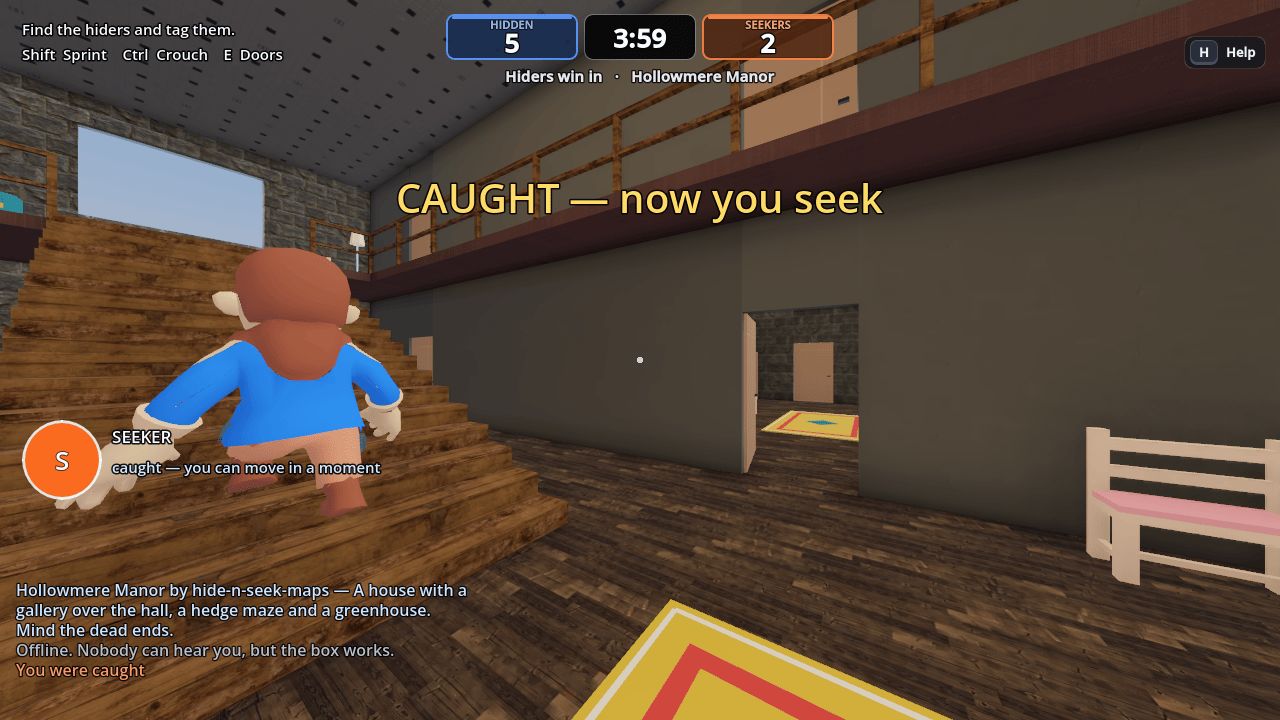 Find the hiders and tag them.
Shift Sprint Ctrl Crouch E Doors
HIDDEN
5
3:59
SEEKERS
2
Hiders win in · Hollowmere Manor
H Help
CAUGHT — now you seek
S
SEEKER
caught — you can move in a moment
Hollowmere Manor by hide-n-seek-maps — A house with a
gallery over the hall, a hedge maze and a greenhouse.
Mind the dead ends.
Offline. Nobody can hear you, but the box works.
You were caught